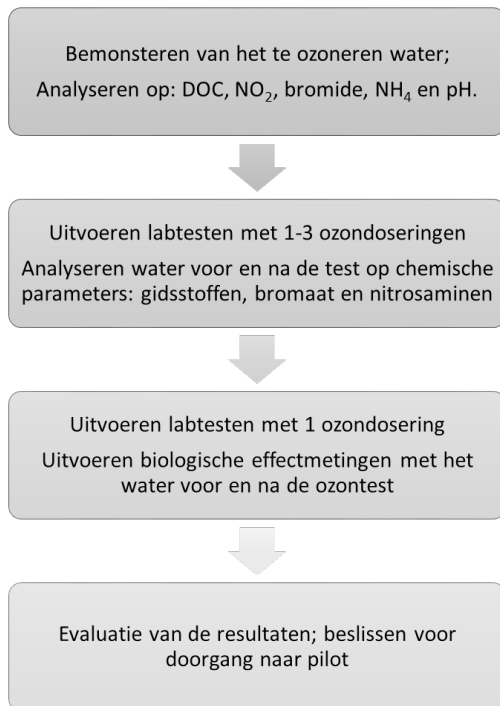 Bemonsteren van het te ozoneren water;
Analyseren op: DOC, NO₂, bromide, NH₄ en pH.
Uitvoeren labtesten met 1-3 ozondoseringen
Analyseren water voor en na de test op chemische
parameters: gidsstoffen, bromaat en nitrosaminen
Uitvoeren labtesten met 1 ozondosering
Uitvoeren biologische effectmetingen met het
water voor en na de ozontest
Evaluatie van de resultaten; beslissen voor
doorgang naar pilot